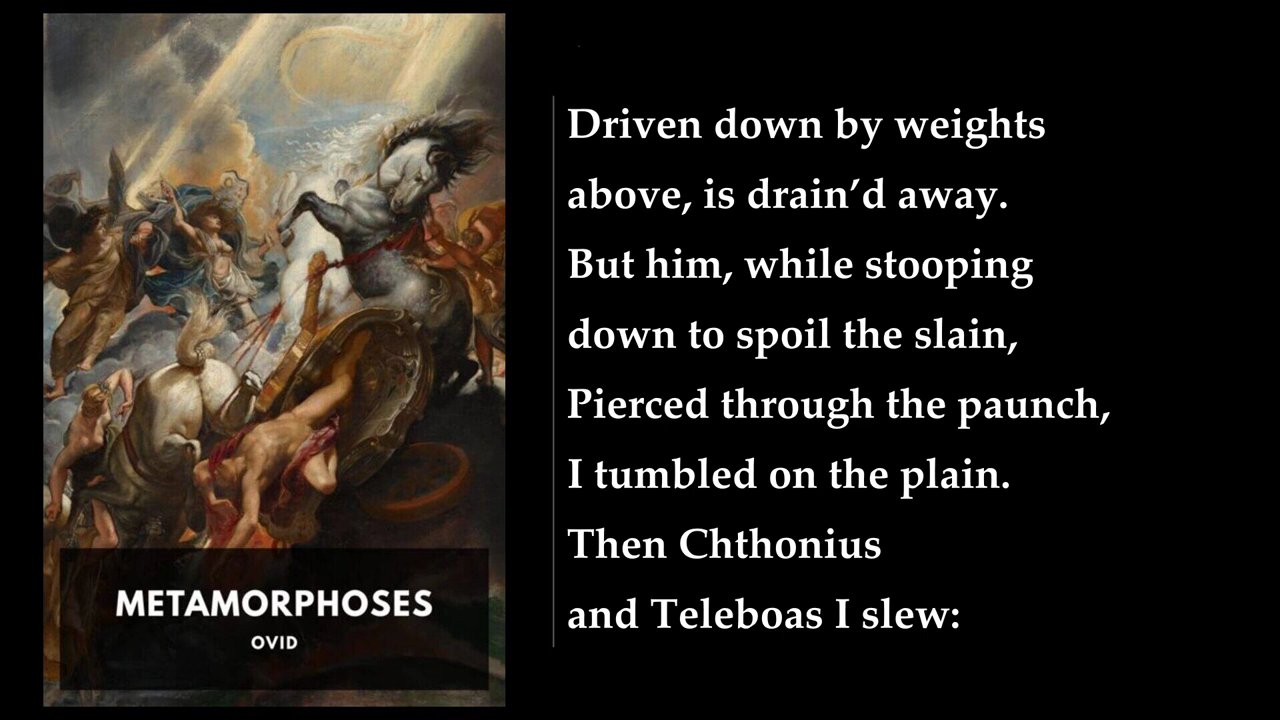 METAMORPHOSES
OVID
Driven down by weights
above, is drain’d away.
But him, while stooping
down to spoil the slain,
Pierced through the paunch,
I tumbled on the plain.
Then Chthonius
and Teleboas I slew: